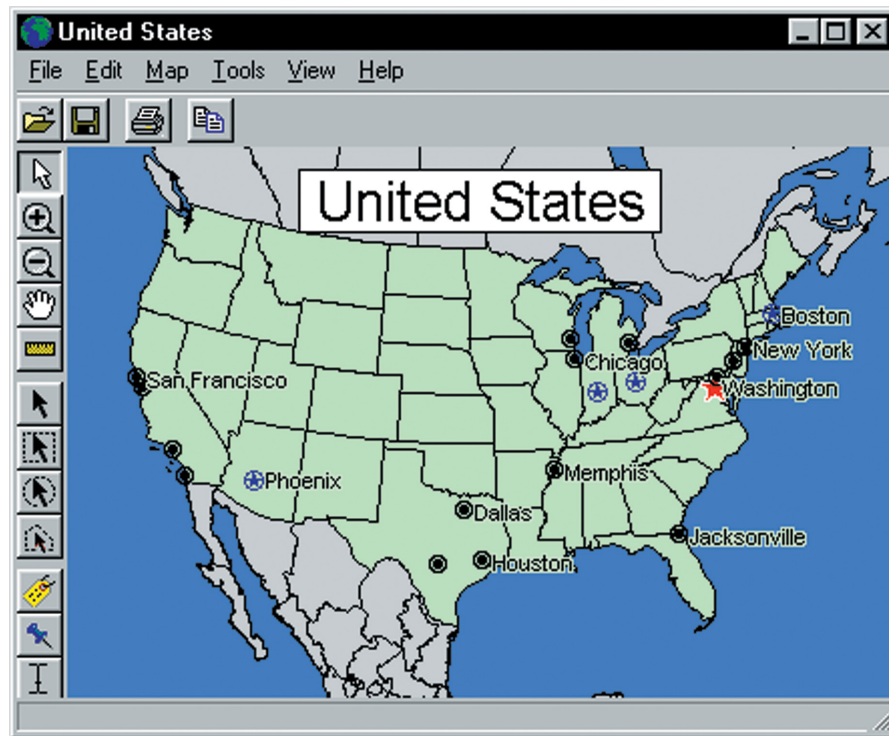 United States
File Edit Map Tools View Help
United States
Boston
New York
Chicago
San Francisco
Washington
Phoenix
Memphis
Dallas
Jacksonville
Houston